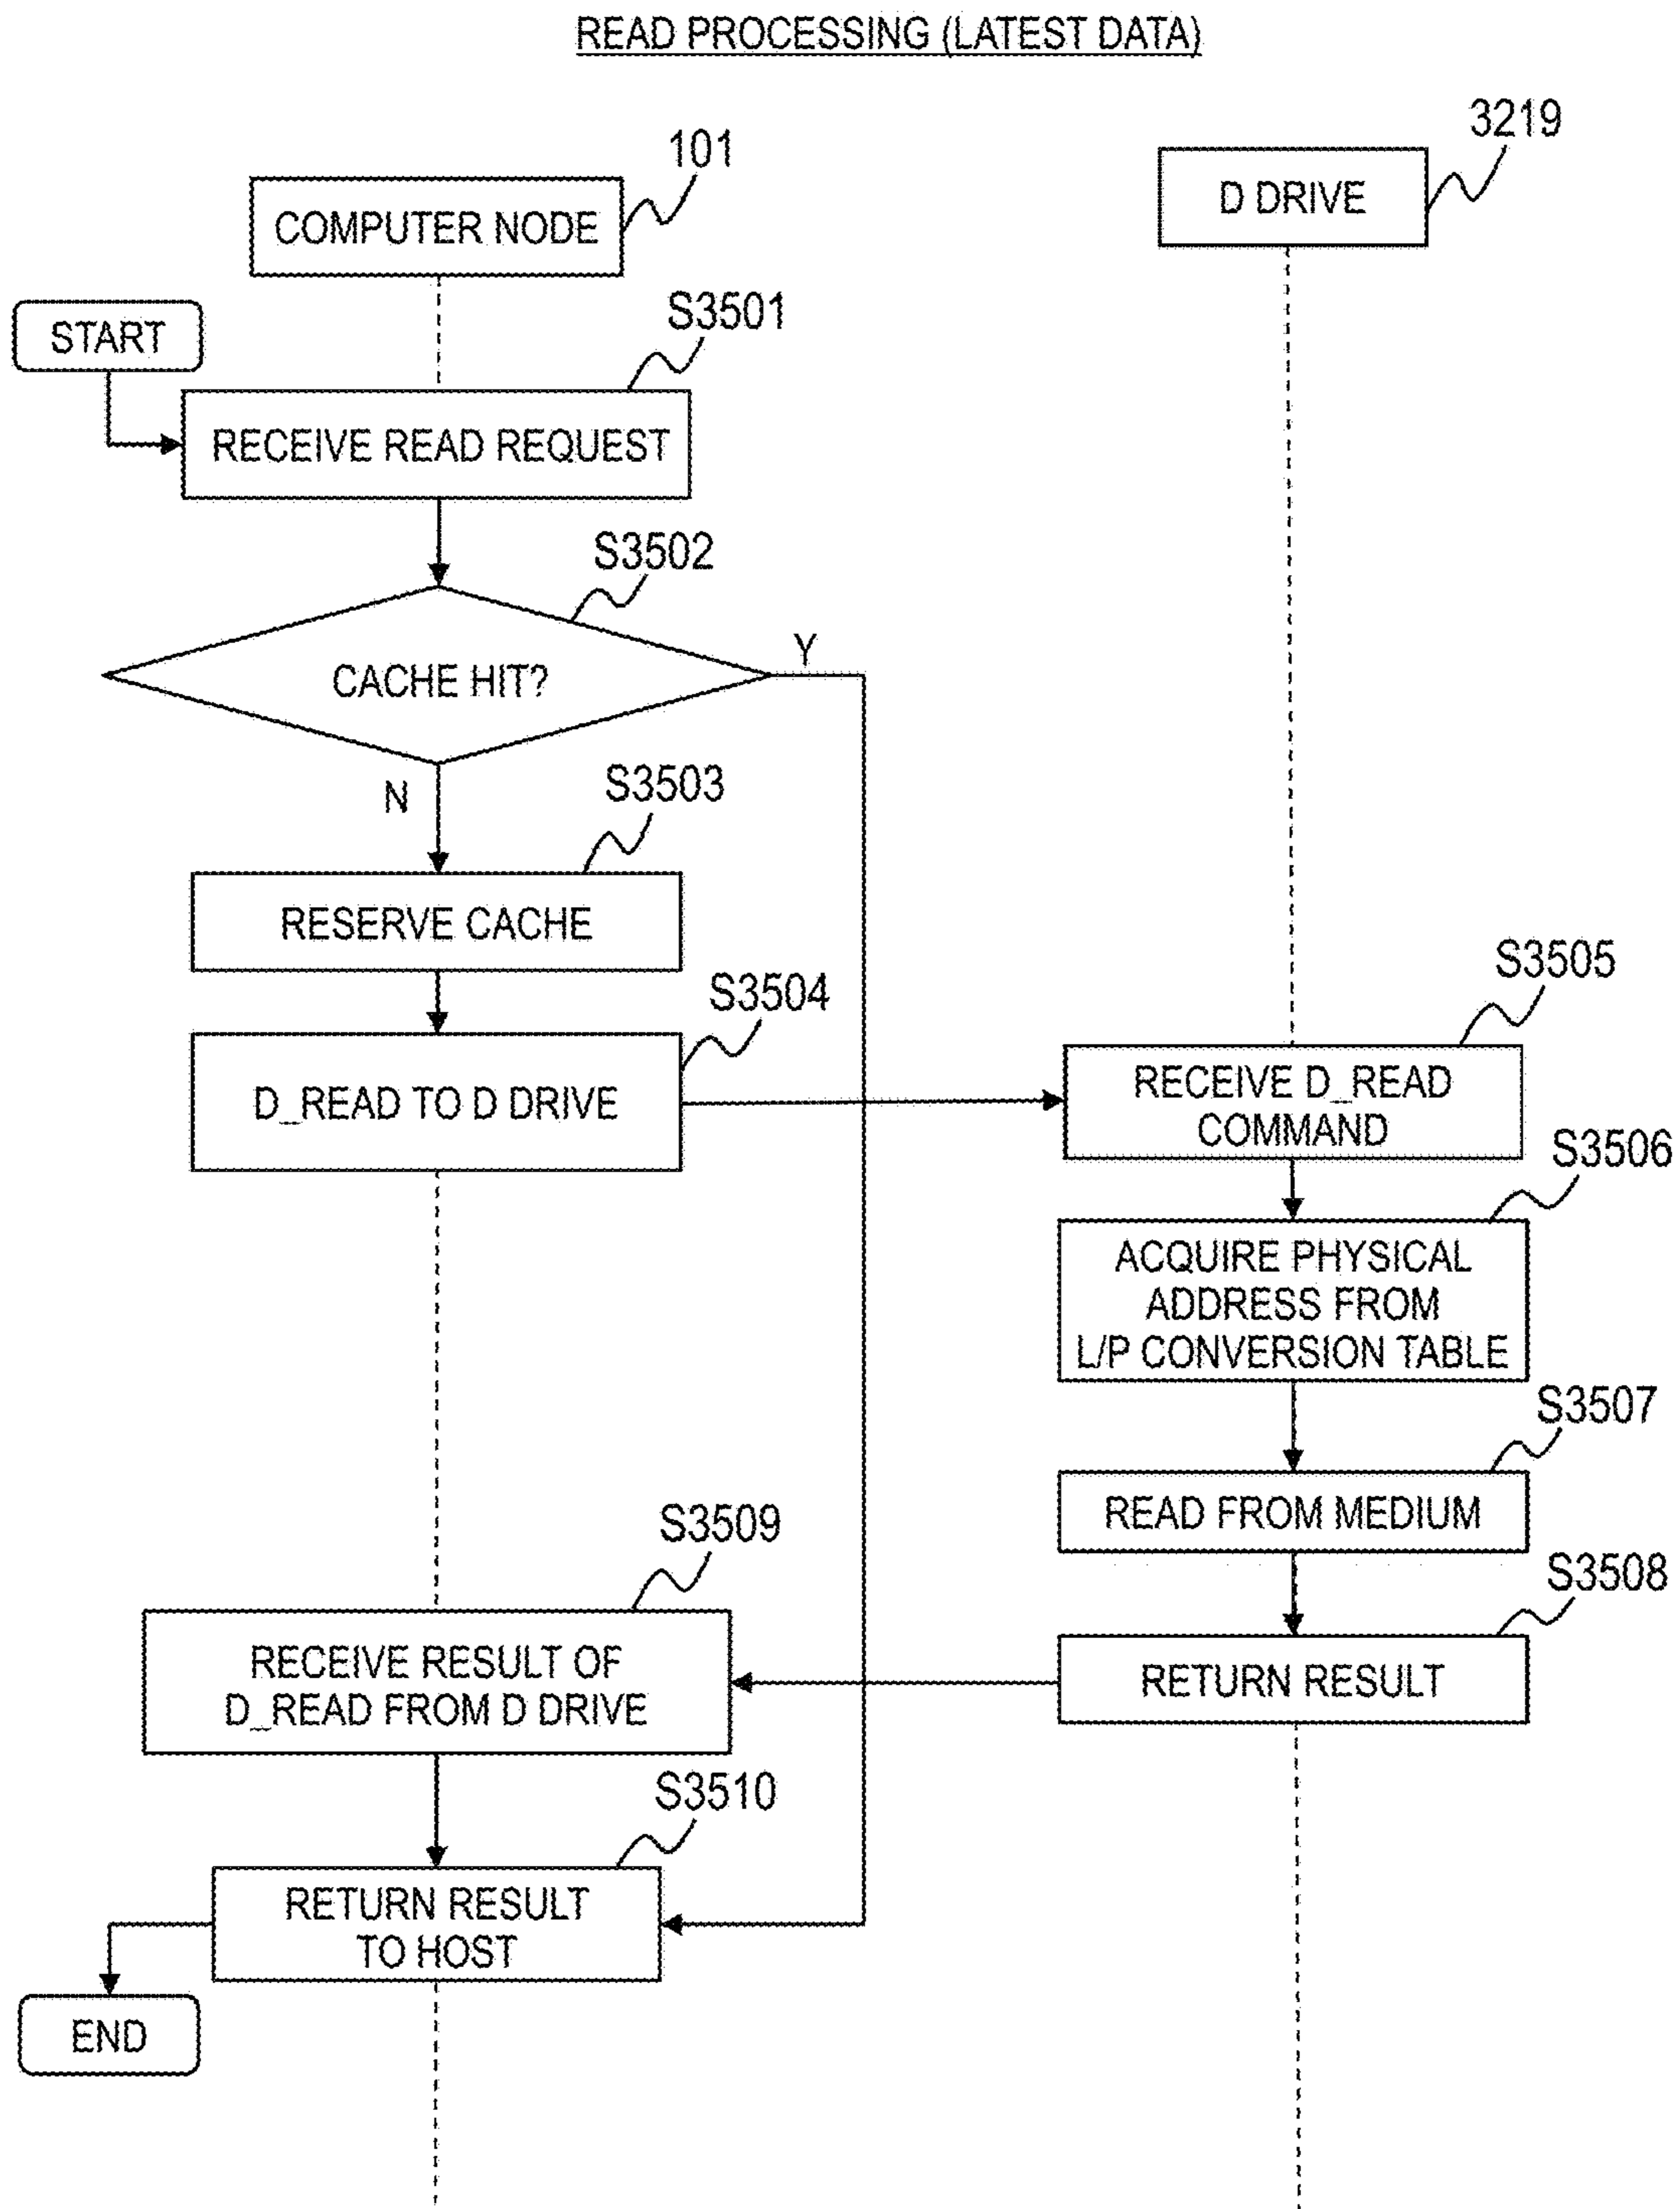 READ PROCESSING (LATEST DATA)
101
3219
COMPUTER NODE
D DRIVE
START
S3501
RECEIVE READ REQUEST
S3502
Y
CACHE HIT?
N
S3503
RESERVE CACHE
S3504
D_READ TO D DRIVE
S3505
RECEIVE D_READ
COMMAND
S3506
ACQUIRE PHYSICAL
ADDRESS FROM
L/P CONVERSION TABLE
S3507
READ FROM MEDIUM
S3508
RETURN RESULT
S3509
RECEIVE RESULT OF
D_READ FROM D DRIVE
S3510
RETURN RESULT
TO HOST
END